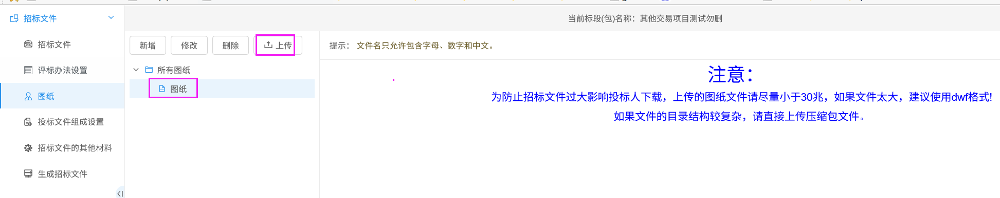 招标文件
当前标段(包)名称：其他交易项目测试勿删
招标文件
评标办法设置
图纸
投标文件组成设置
招标文件的其他材料
生成招标文件
新增
修改
删除
上传
所有图纸
图纸
提示：
文件名只允许包含字母、数字和中文。
注意：
为防止招标文件过大影响投标人下载，上传的图纸文件请尽量小于30兆，如果文件太大，建议使用dwf格式!
如果文件的目录结构较复杂，请直接上传压缩包文件。